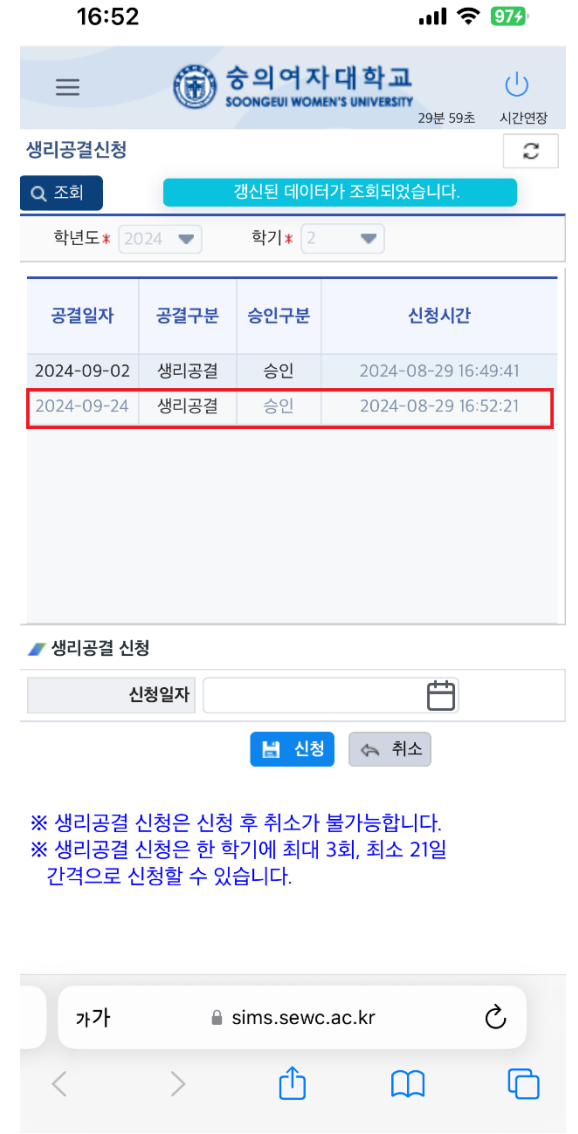 16:52
97
숭의여자대학교
SOONGEUI WOMEN'S UNIVERSITY
29분 59초 시간연장
생리공결신청
조회 갱신된 데이터가 조회되었습니다.
학년도* 2024 학기* 2
공결일자 공결구분 승인구분 신청시간
2024-09-02 생리공결 승인 2024-08-29 16:49:41
2024-09-24 생리공결 승인 2024-08-29 16:52:21
생리공결 신청
신청일자
신청 취소
※ 생리공결 신청은 신청 후 취소가 불가능합니다.
※ 생리공결 신청은 한 학기에 최대 3회, 최소 21일
간격으로 신청할 수 있습니다.
가가 sims.sewc.ac.kr